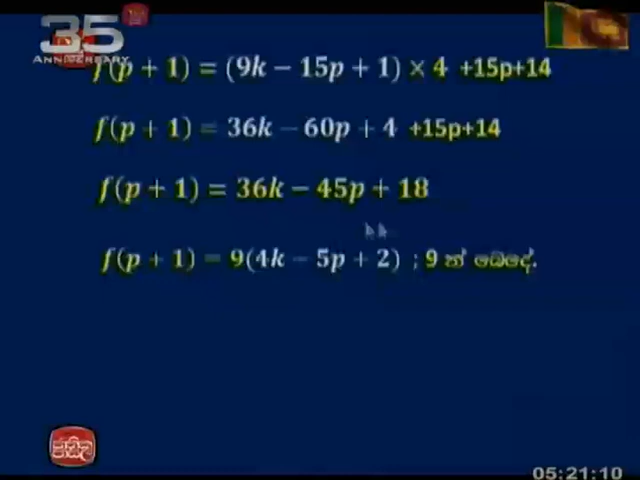 35
ANNIVERSARY
f(p + 1) = (9k − 15p + 1) × 4 +15p+14
f(p + 1) = 36k − 60p + 4 +15p+14
f(p + 1) = 36k − 45p + 18
f(p + 1) = 9(4k − 5p + 2) ; 9 න් බෙදේ.
05:21:10